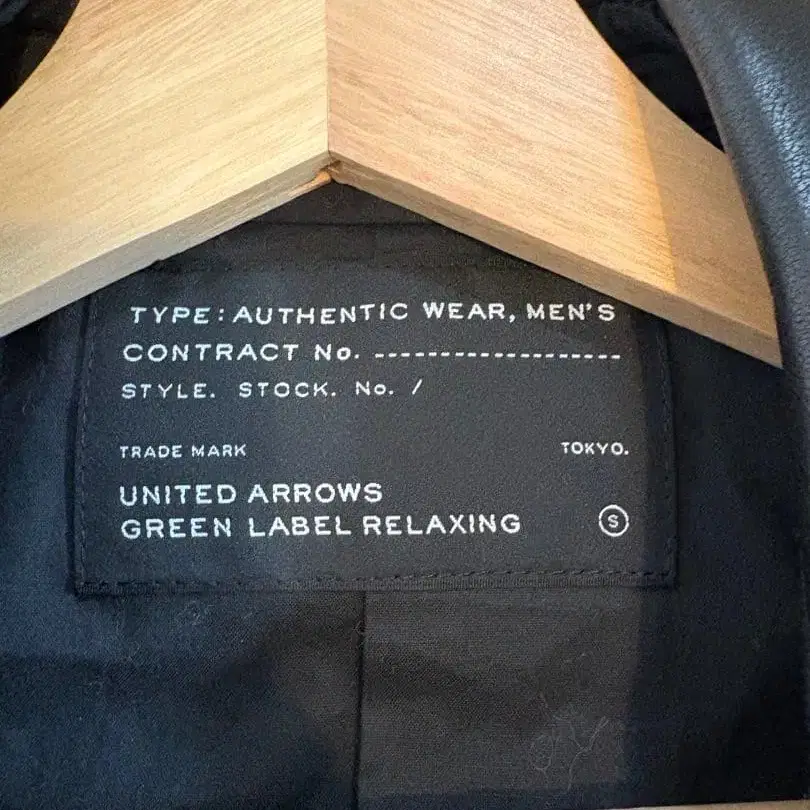 TYPE: AUTHENTIC WEAR, MEN'S
CONTRACT No. -------------------
STYLE. STOCK. No. /
TRADE MARK TOKYO.
UNITED ARROWS
GREEN LABEL RELAXING Ⓢ